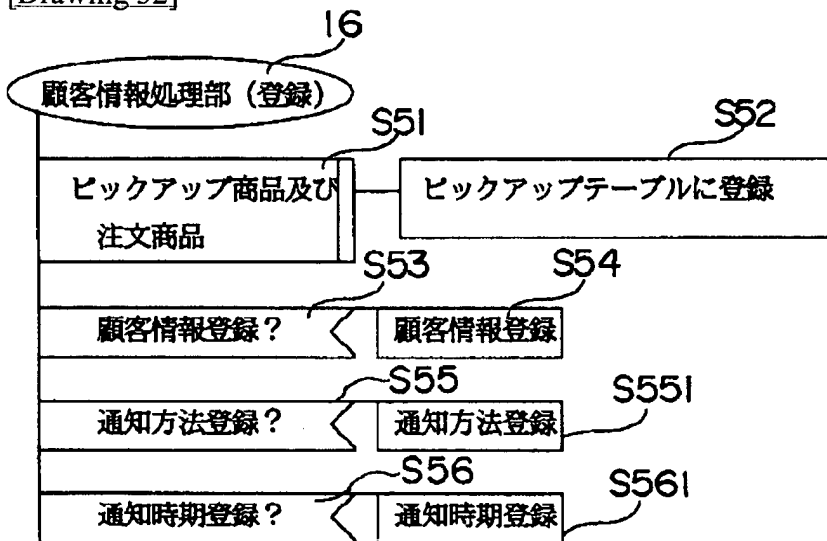 [Drawing 52]
16
顧客情報処理部（登録）
S51
S52
ピックアップ商品及び
注文商品
ピックアップテーブルに登録
S53
S54
顧客情報登録？
顧客情報登録
S55
S551
通知方法登録？
通知方法登録
S56
S561
通知時期登録？
通知時期登録